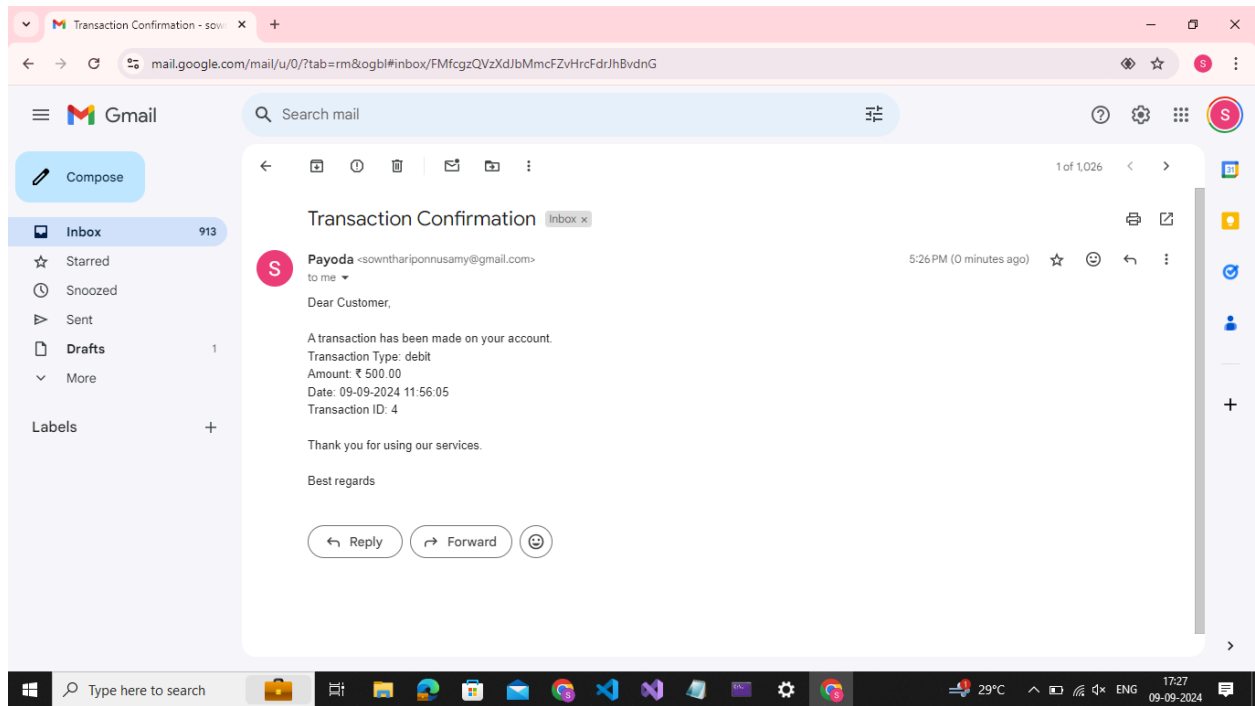 Transaction Confirmation - sow
mail.google.com/mail/u/0/?tab=rm&ogbl#inbox/FMfcgzQVzXdJbMmcFZvHrcFdrJhBvdnG
S
Gmail
Search mail
S
Compose
1 of 1,026
31
Inbox 913
Starred
Snoozed
Sent
Drafts 1
More
Labels
Transaction Confirmation Inbox ×
S
Payoda <sownthariponnusamy@gmail.com> 5:26 PM (0 minutes ago)
to me
Dear Customer,
A transaction has been made on your account.
Transaction Type: debit
Amount: ₹ 500.00
Date: 09-09-2024 11:56:05
Transaction ID: 4
Thank you for using our services.
Best regards
Reply Forward
Type here to search
29°C ENG 17:27
09-09-2024